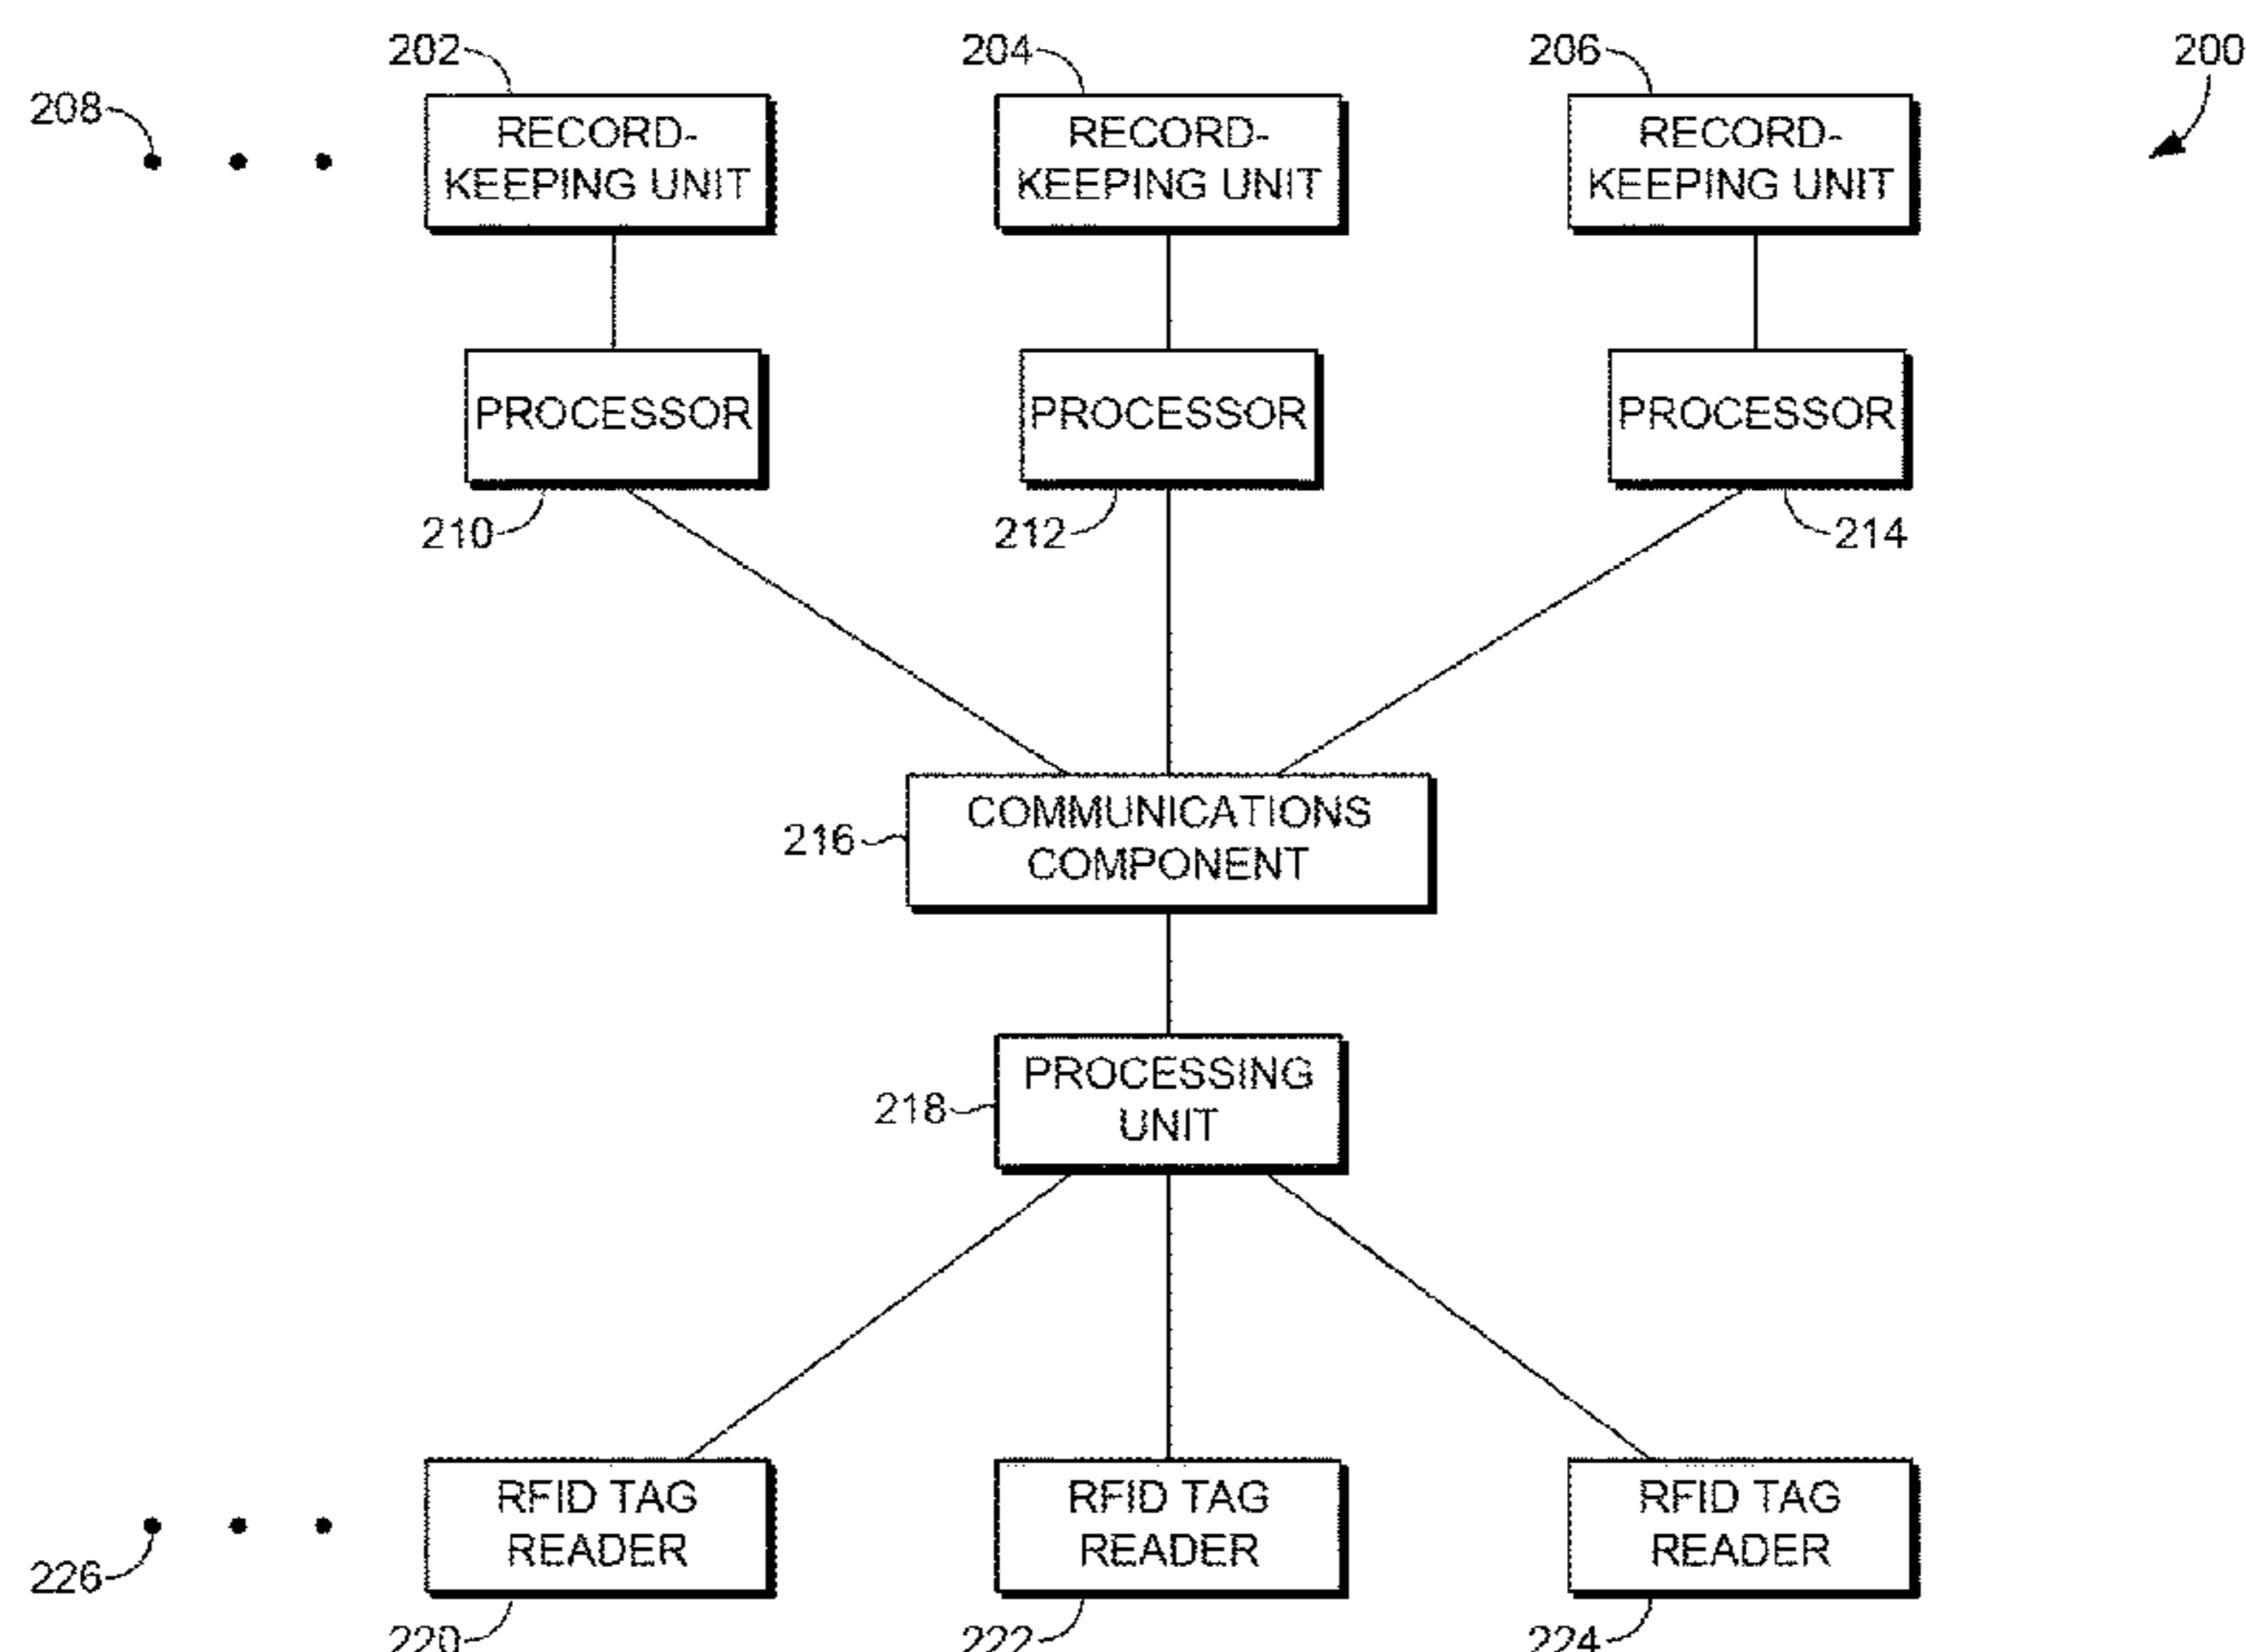 202
204
206
200
208
RECORD-
KEEPING UNIT
RECORD-
KEEPING UNIT
RECORD-
KEEPING UNIT
PROCESSOR
PROCESSOR
PROCESSOR
210
212
214
216
COMMUNICATIONS
COMPONENT
218
PROCESSING
UNIT
RFID TAG
READER
RFID TAG
READER
RFID TAG
READER
226
220
222
224